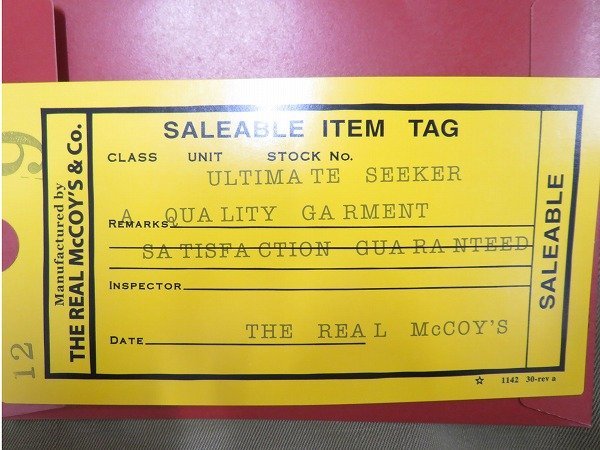 9
12
Manufactured by
THE REAL McCOY'S & Co.
SALEABLE ITEM TAG
CLASS UNIT STOCK No.
ULTIMATE SEEKER
A QUALITY GARMENT
REMARKS
SATISFACTION GUARANTEED
INSPECTOR
THE REAL McCOY'S
DATE
☆ 1142 30-rev a
SALEABLE